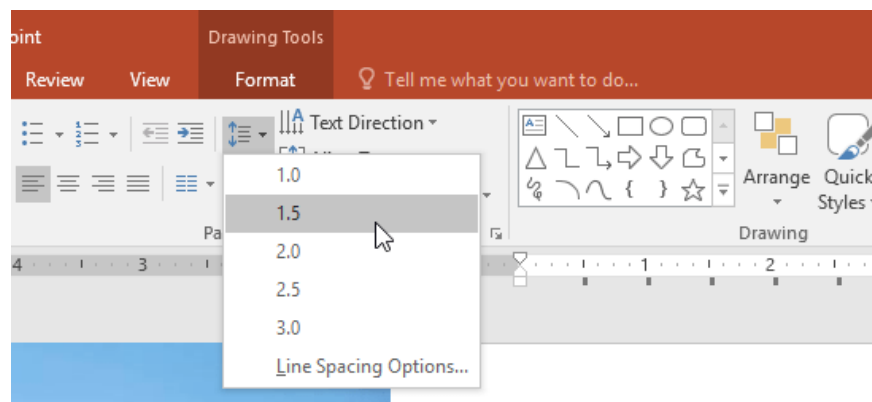 oint
Drawing Tools
Review
View
Format
Tell me what you want to do...
Text Direction
1.0
1.5
2.0
2.5
3.0
Line Spacing Options...
Arrange
Quick
Styles
Pa
Drawing
4 3 1 2